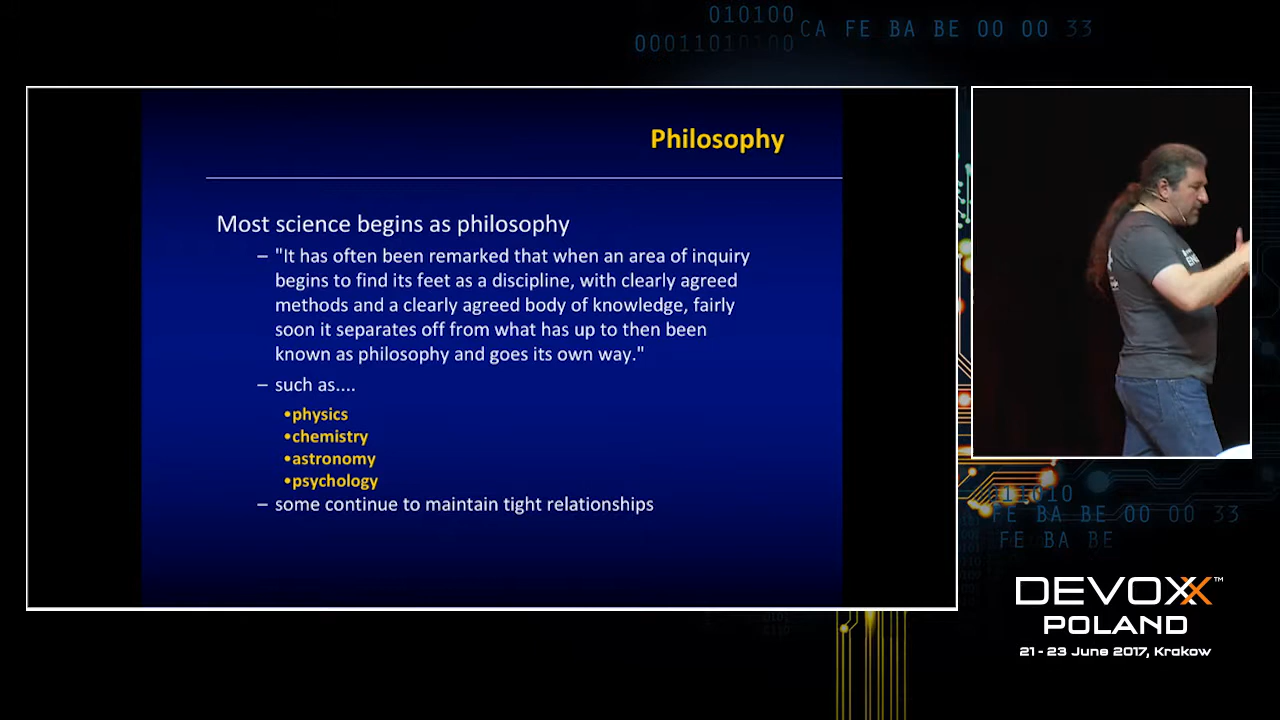 010100
00011010100
CA FE BA BE 00 00 33
Philosophy
Most science begins as philosophy
– "It has often been remarked that when an area of inquiry
begins to find its feet as a discipline, with clearly agreed
methods and a clearly agreed body of knowledge, fairly
soon it separates off from what has up to then been
known as philosophy and goes its own way."
– such as....
•physics
•chemistry
•astronomy
•psychology
– some continue to maintain tight relationships
FE BA BE 00 00 33
FE BA BE
DEVOXX™
POLAND
21 - 23 June 2017, Krakow